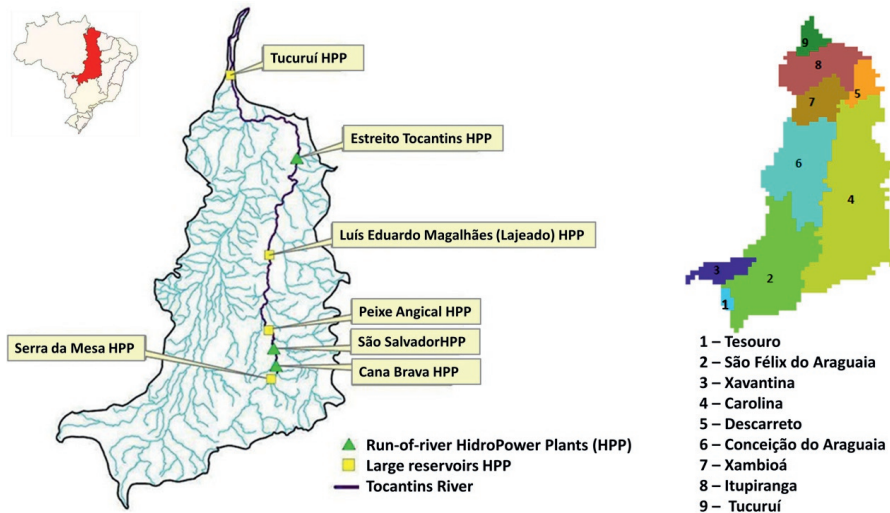 Tucuruí HPP
Estreito Tocantins HPP
Luís Eduardo Magalhães (Lajeado) HPP
Peixe Angical HPP
São SalvadorHPP
Serra da Mesa HPP
Cana Brava HPP
Run-of-river HidroPower Plants (HPP)
Large reservoirs HPP
Tocantins River
9
8
5
7
6
4
3
2
1
1 – Tesouro
2 – São Félix do Araguaia
3 – Xavantina
4 – Carolina
5 – Descarreto
6 – Conceição do Araguaia
7 – Xambioá
8 – Itupiranga
9 – Tucuruí